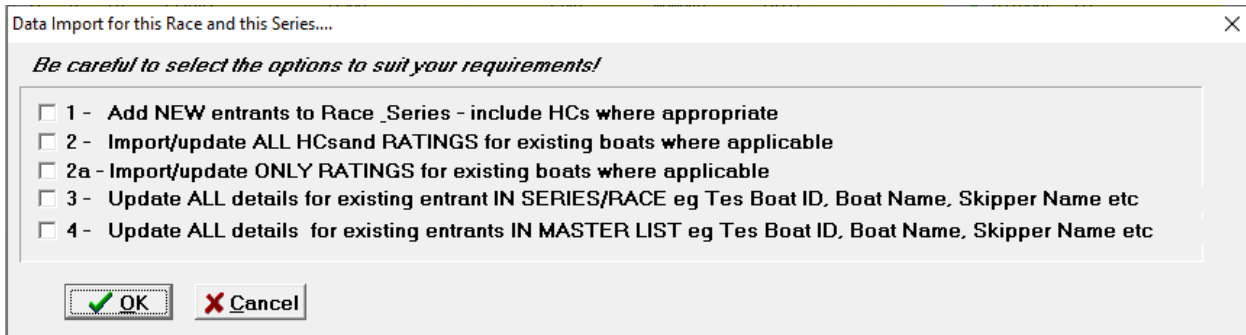 Data Import for this Race and this Series....
Be careful to select the options to suit your requirements!
1 - Add NEW entrants to Race _Series - include HCs where appropriate
2 - Import/update ALL HCsand RATINGS for existing boats where applicable
2a - Import/update ONLY RATINGS for existing boats where applicable
3 - Update ALL details for existing entrant IN SERIES/RACE eg Tes Boat ID, Boat Name, Skipper Name etc
4 - Update ALL details for existing entrants IN MASTER LIST eg Tes Boat ID, Boat Name, Skipper Name etc
OK Cancel